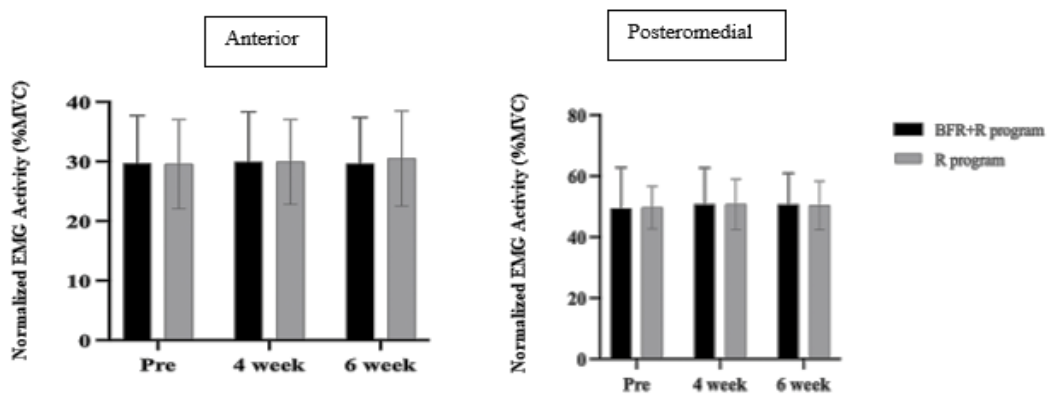 Anterior
Normalized EMG Activity (%MVC)
40
30
20
10
0
Pre 4 week 6 week
Posteromedial
Normalized EMG Activity (%MVC)
80
60
40
20
0
Pre 4 week 6 week
BFR+R program
R program